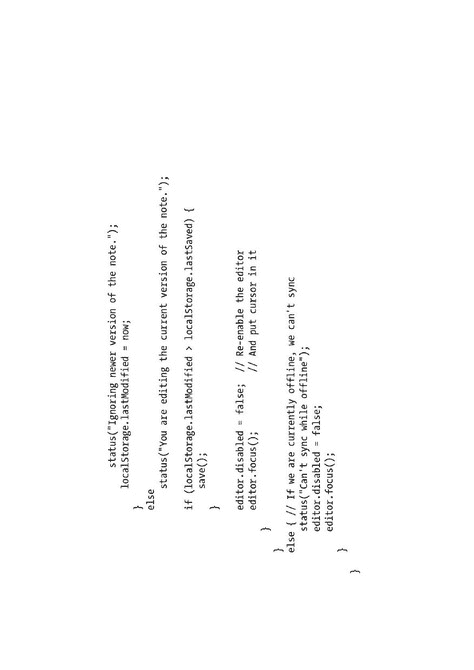 status("Ignoring newer version of the note.");
localStorage.lastModified = now;
}
else
status("You are editing the current version of the note.");
if (localStorage.lastModified > localStorage.lastSaved) {
save();
}
editor.disabled = false;  // Re-enable the editor
editor.focus();           // And put cursor in it
}
}
else { // If we are currently offline, we can't sync
status("Can't sync while offline");
editor.disabled = false;
editor.focus();
}
}